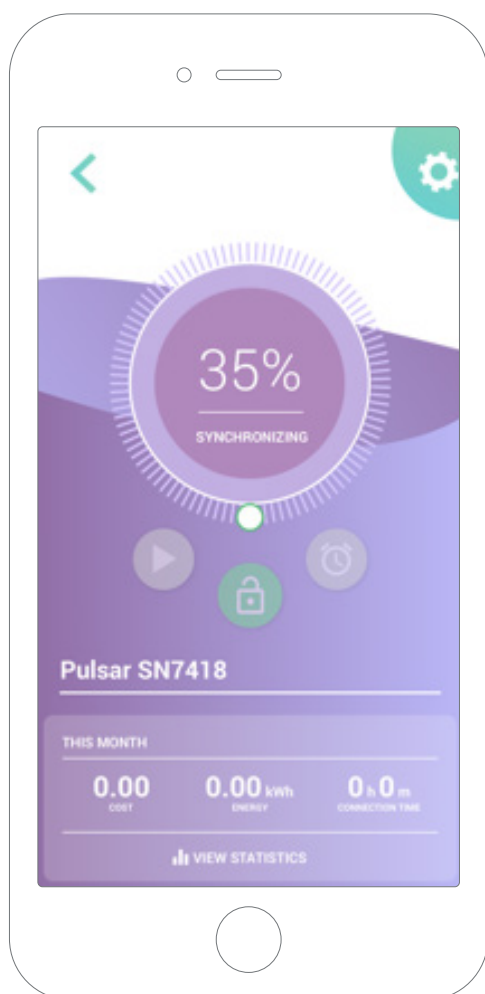 35%
SYNCHRONIZING
Pulsar SN7418
THIS MONTH
0.00 0.00 kWh 0 h 0 m
COST ENERGY CONNECTION TIME
VIEW STATISTICS